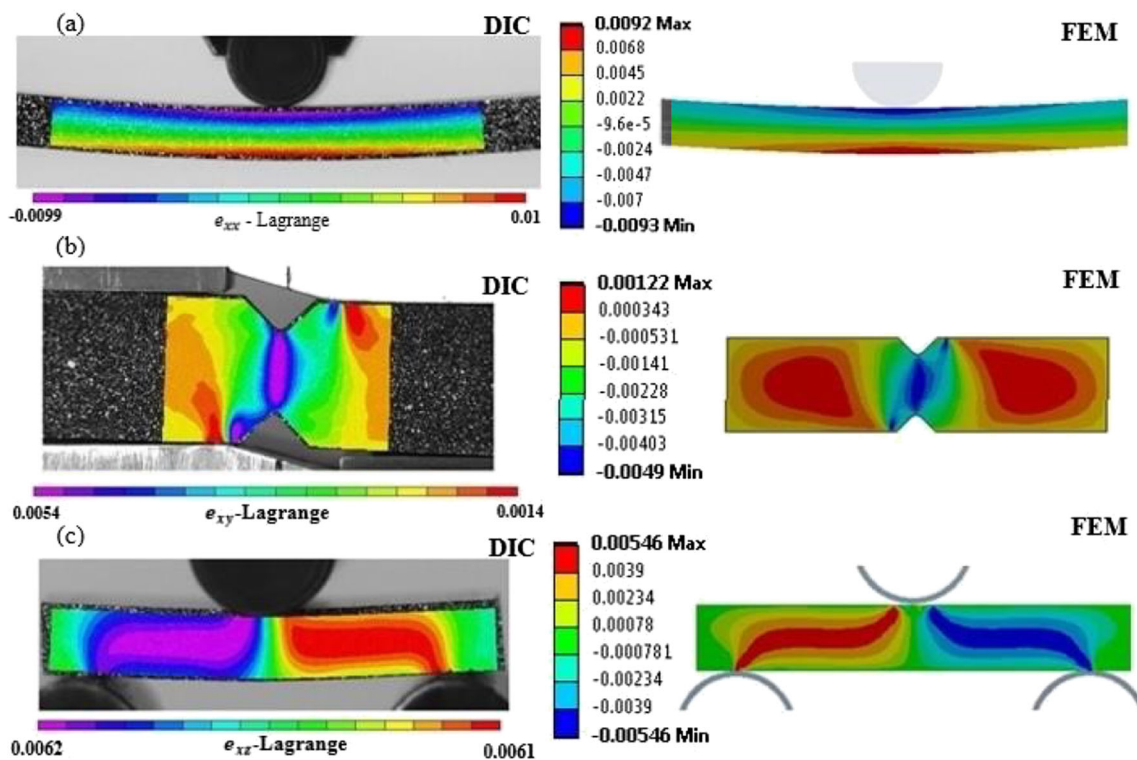 (a)
DIC
0.0092 Max
0.0068
0.0045
0.0022
-9.6e-5
-0.0024
-0.0047
-0.007
-0.0093 Min
FEM
-0.0099
0.01
exx - Lagrange
(b)
DIC
0.00122 Max
0.000343
-0.000531
-0.00141
-0.00228
-0.00315
-0.00403
-0.0049 Min
FEM
0.0054
0.0014
exy-Lagrange
(c)
DIC
0.00546 Max
0.0039
0.00234
0.00078
-0.000781
-0.00234
-0.0039
-0.00546 Min
FEM
0.0062
0.0061
exz-Lagrange